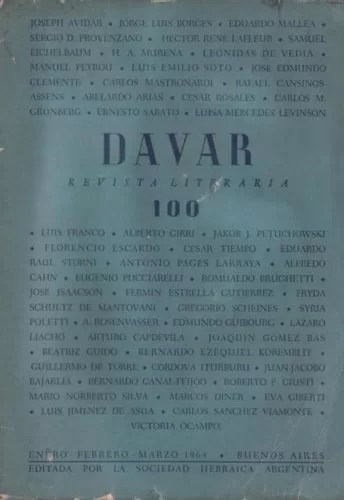 JOSEPH AVIDAR • JORGE LUIS BORGES • EDUARDO MALLEA •
SERGIO D. PROVENZANO • HECTOR RENE LAFLEUR • SAMUEL
EICHELBAUM • H. A. MURENA • LEONIDAS DE VEDIA •
MANUEL PEYROU • LUIS EMILIO SOTO • JOSE EDMUNDO
CLEMENTE • CARLOS MASTRONARDI • RAFAEL CANSINOS-
ASSENS • ABELARDO ARIAS • CESAR ROSALES • CARLOS M.
GRÜNBERG • ERNESTO SABATO • LUISA MERCEDES LEVINSON
DAVAR
REVISTA LITERARIA
100
• LUIS FRANCO • ALBERTO GIRRI • JAKOB J. PETUCHOWSKI
• FLORENCIO ESCARDO • CESAR TIEMPO • EDUARDO
RAUL STORNI • ANTONIO PAGES LARRAYA • ALFREDO
CAHN • EUGENIO PUCCIARELLI • ROMUALDO BRUGHETTI •
JOSE ISAACSON • FERMIN ESTRELLA GUTIERREZ • FRYDA
SCHULTZ DE MANTOVANI • GREGORIO SCHEINES • SYRIA
POLETTI • A. ROSENVASSER • EDMUNDO GUIBOURG • LAZARO
LIACHO • ARTURO CAPDEVILA • JOAQUIN GOMEZ BAS
• BEATRIZ GUIDO • BERNARDO EZEQUIEL KOREMBLIT •
GUILLERMO DE TORRE • CORDOVA ITURBURU • JUAN-JACOBO
BAJARLIA • BERNARDO CANAL-FEIJOO • ROBERTO F. GIUSTI •
MARIO NORBERTO SILVA • MARCOS DINER • EVA GIBERTI
• LUIS JIMENEZ DE ASUA • CARLOS SANCHEZ VIAMONTE •
VICTORIA OCAMPO.
ENERO - FEBRERO - MARZO 1964 • BUENOS AIRES
EDITADA POR LA SOCIEDAD HEBRAICA ARGENTINA